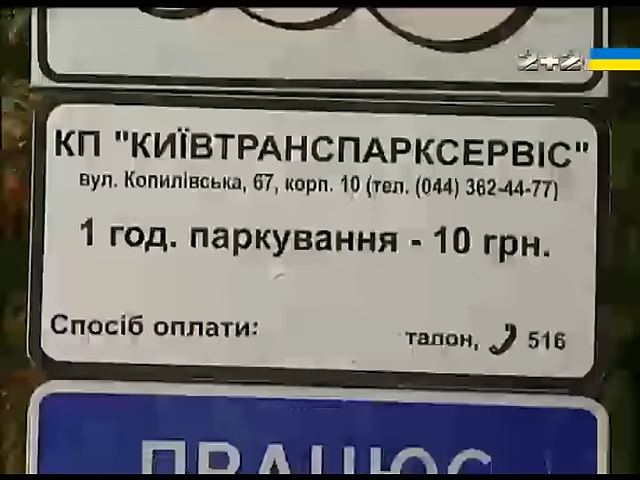 2+2
КП "КИЇВТРАНСПАРКСЕРВІС"
вул. Копилівська, 67, корп. 10 (тел. (044) 362-44-77)
1 год. паркування - 10 грн.
Спосіб оплати: талон, 516
ПРАЦЮЄ